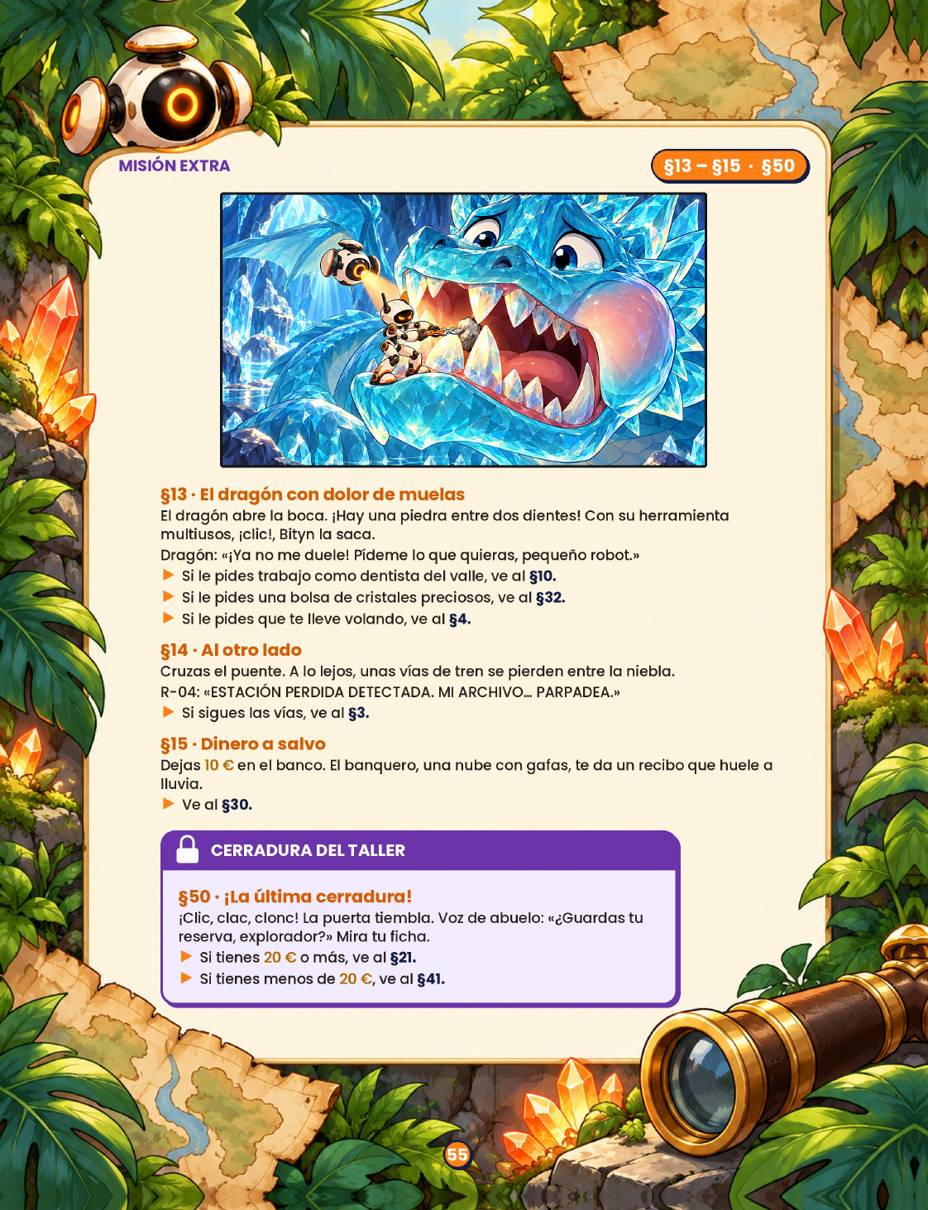 MISIÓN EXTRA
§13 – §15 · §50
§13 · El dragón con dolor de muelas
El dragón abre la boca. ¡Hay una piedra entre dos dientes! Con su herramienta
multiusos, ¡clic!, Bityn la saca.
Dragón: «¡Ya no me duele! Pídeme lo que quieras, pequeño robot.»
► Si le pides trabajo como dentista del valle, ve al §10.
► Si le pides una bolsa de cristales preciosos, ve al §32.
► Si le pides que te lleve volando, ve al §4.
§14 · Al otro lado
Cruzas el puente. A lo lejos, unas vías de tren se pierden entre la niebla.
R-04: «ESTACIÓN PERDIDA DETECTADA. MI ARCHIVO... PARPADEA.»
► Si sigues las vías, ve al §3.
§15 · Dinero a salvo
Dejas 10 € en el banco. El banquero, una nube con gafas, te da un recibo que huele a
lluvia.
► Ve al §30.
CERRADURA DEL TALLER
§50 · ¡La última cerradura!
¡Clic, clac, clonc! La puerta tiembla. Voz de abuelo: «¿Guardas tu
reserva, explorador?» Mira tu ficha.
► Si tienes 20 € o más, ve al §21.
► Si tienes menos de 20 €, ve al §41.
55